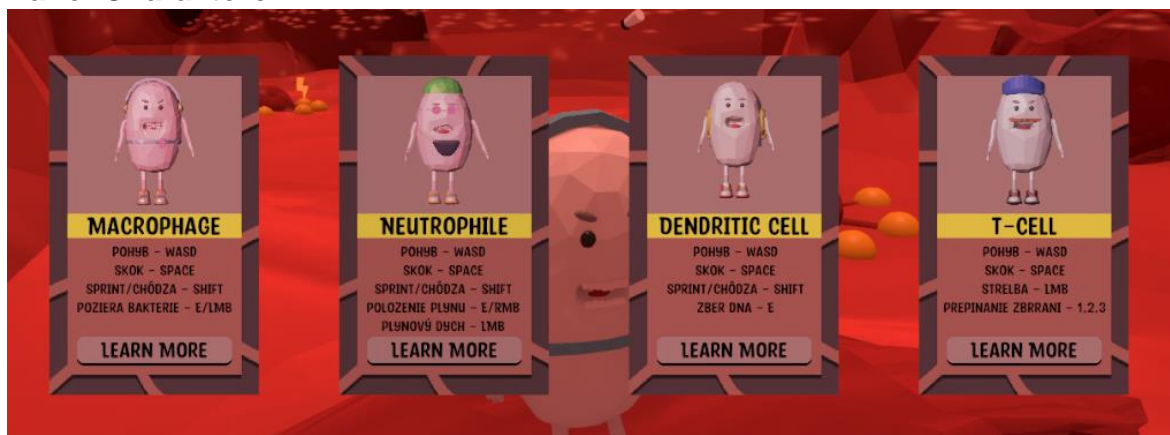 MACROPHAGE
POHYB – WASD
SKOK – SPACE
SPRINT/CHÔDZA – SHIFT
POZIERA BAKTERIE – E/LMB
LEARN MORE
NEUTROPHILE
POHYB – WASD
SKOK – SPACE
SPRINT/CHÔDZA – SHIFT
POLOZENIE PLYNU – E/RMB
PLYNOVÝ DYCH – LMB
LEARN MORE
DENDRITIC CELL
POHYB – WASD
SKOK – SPACE
SPRINT/CHÔDZA – SHIFT
ZBER DNA – E
LEARN MORE
T-CELL
POHYB – WASD
SKOK – SPACE
STRELBA – LMB
PREPINANIE ZBRRANI – 1,2,3
LEARN MORE